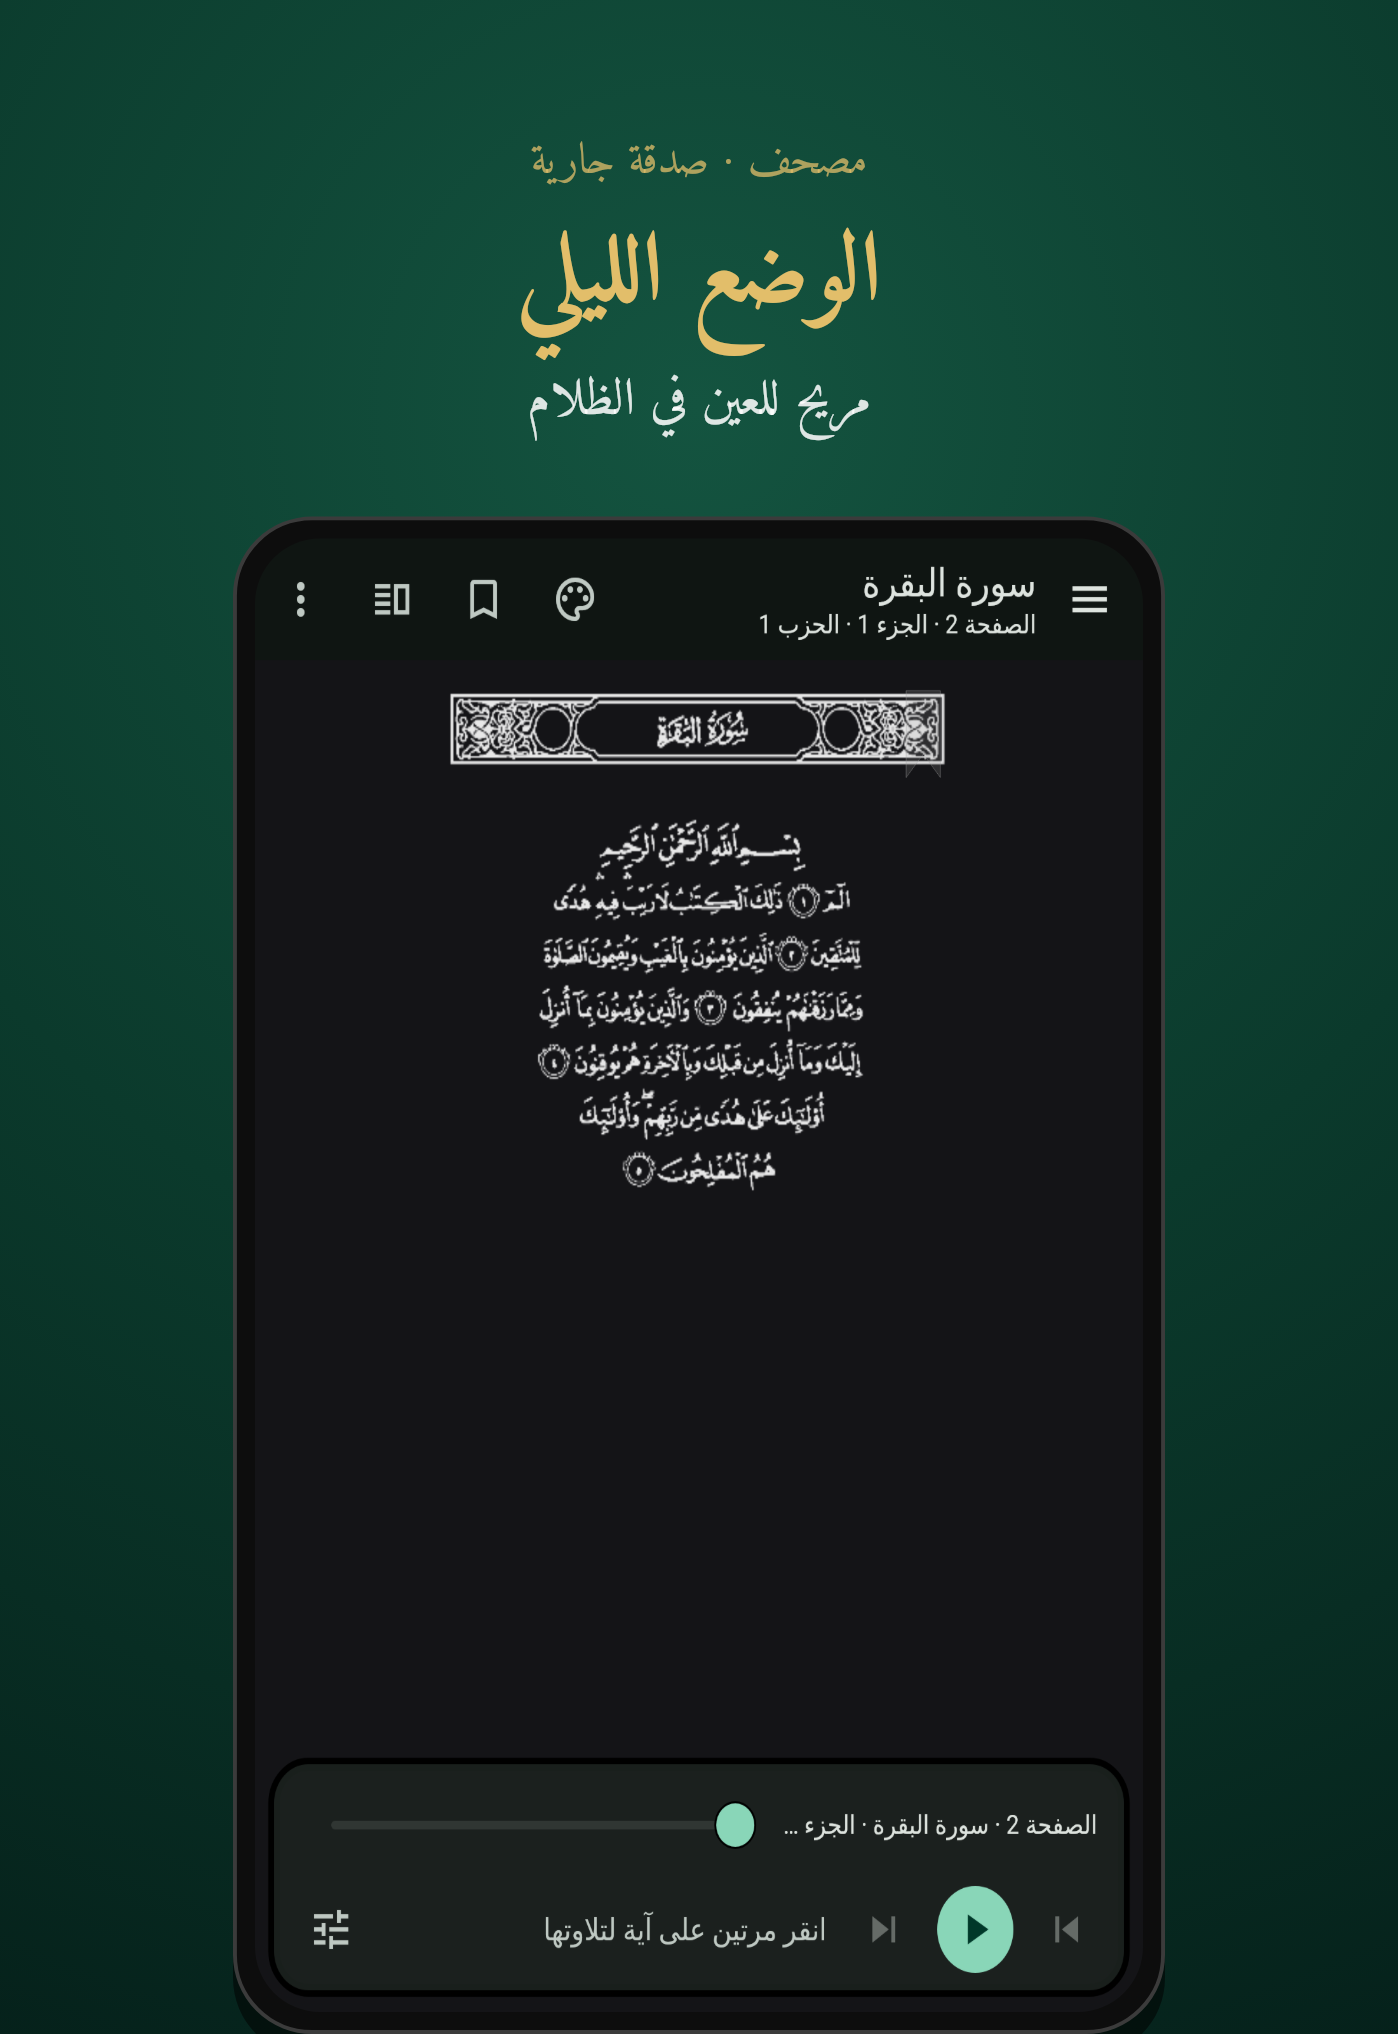 مصحف · صدقة جارية
الوضع الليلي
مريح للعين في الظلام
سورة البقرة
الصفحة 2 · الجزء 1 · الحزب 1
سُورَةُ البَقَرَةِ
بِسْمِ ٱللَّهِ ٱلرَّحْمَٰنِ ٱلرَّحِيمِ
الٓمٓ ١ ذَٰلِكَ ٱلْكِتَٰبُ لَا رَيْبَ ۛ فِيهِ ۛ هُدًى
لِّلْمُتَّقِينَ ٢ ٱلَّذِينَ يُؤْمِنُونَ بِٱلْغَيْبِ وَيُقِيمُونَ ٱلصَّلَوٰةَ
وَمِمَّا رَزَقْنَٰهُمْ يُنفِقُونَ ٣ وَٱلَّذِينَ يُؤْمِنُونَ بِمَآ أُنزِلَ
إِلَيْكَ وَمَآ أُنزِلَ مِن قَبْلِكَ وَبِٱلْءَاخِرَةِ هُمْ يُوقِنُونَ ٤
أُو۟لَٰٓئِكَ عَلَىٰ هُدًى مِّن رَّبِّهِمْ ۖ وَأُو۟لَٰٓئِكَ
هُمُ ٱلْمُفْلِحُونَ ٥
الصفحة 2 · سورة البقرة · الجزء ...
انقر مرتين على آية لتلاوتها